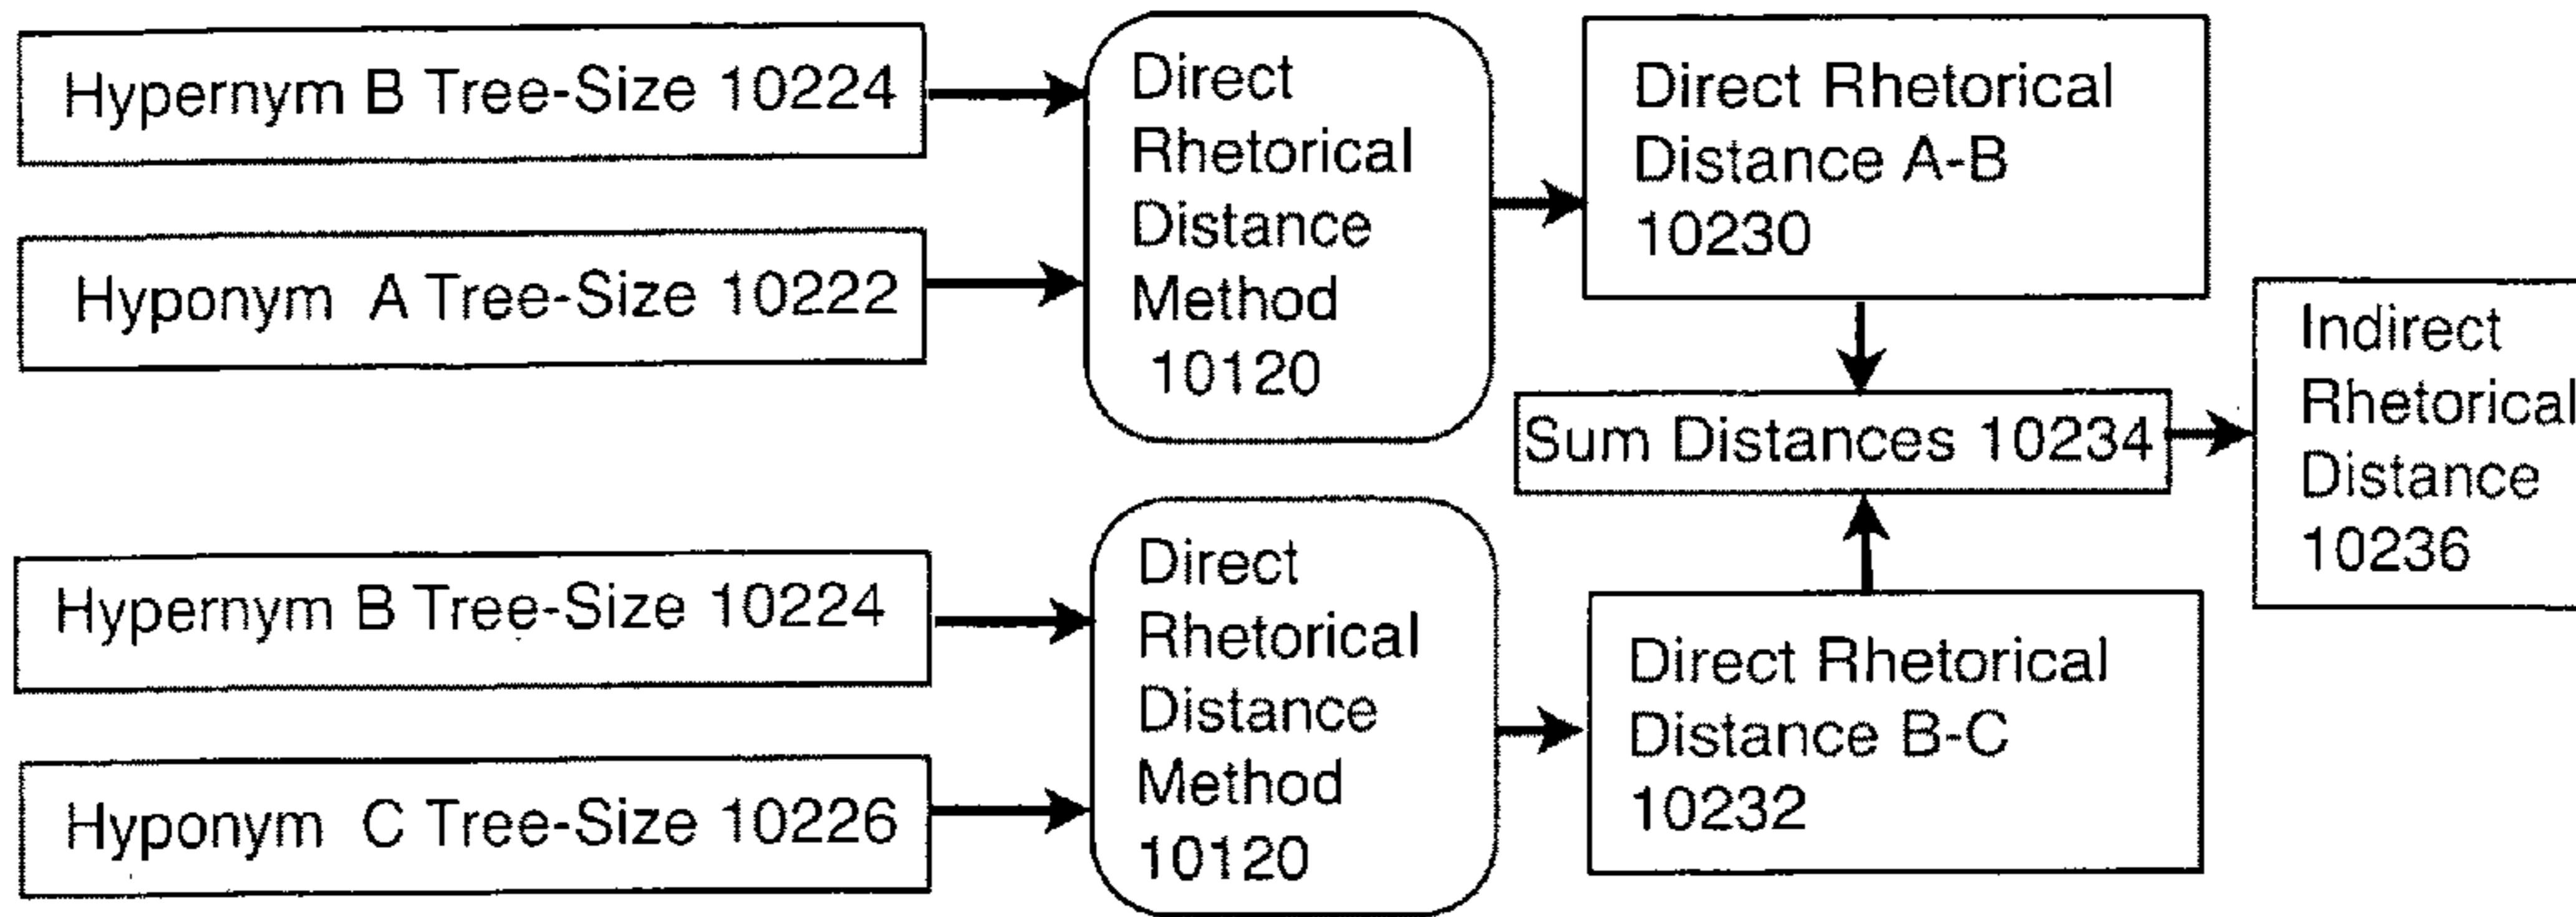 Hypernym B Tree-Size 10224
Hyponym A Tree-Size 10222
Direct
Rhetorical
Distance
Method
10120
Direct Rhetorical
Distance A-B
10230
Sum Distances 10234
Indirect
Rhetorical
Distance
10236
Hypernym B Tree-Size 10224
Hyponym C Tree-Size 10226
Direct
Rhetorical
Distance
Method
10120
Direct Rhetorical
Distance B-C
10232